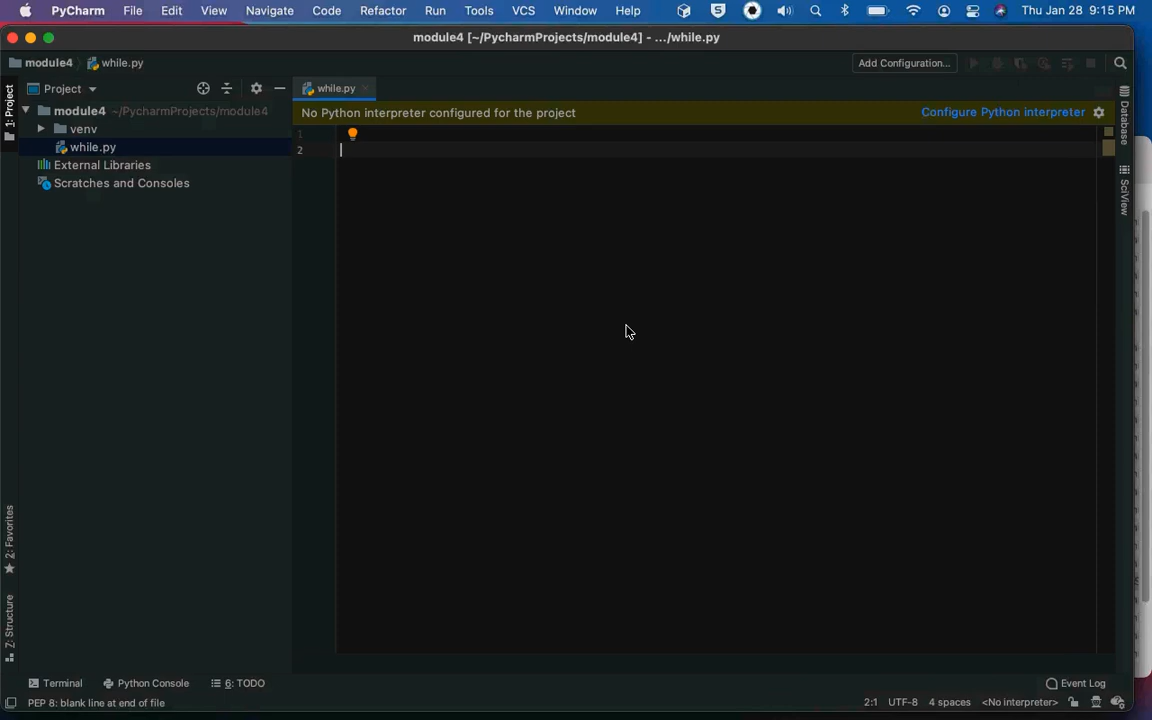 PyCharm File Edit View Navigate Code Refactor Run Tools VCS Window Help S Thu Jan 28 9:15 PM
module4 [~/PycharmProjects/module4] - .../while.py
module4 while.py Add Configuration...
1: Project
Project
while.py
module4 ~/PycharmProjects/module4
No Python interpreter configured for the project Configure Python interpreter
venv
while.py
External Libraries
Scratches and Consoles
1
2
Database
SciView
2: Favorites
Z: Structure
Terminal Python Console 6: TODO Event Log
PEP 8: blank line at end of file 2:1 UTF-8 4 spaces <No interpreter>